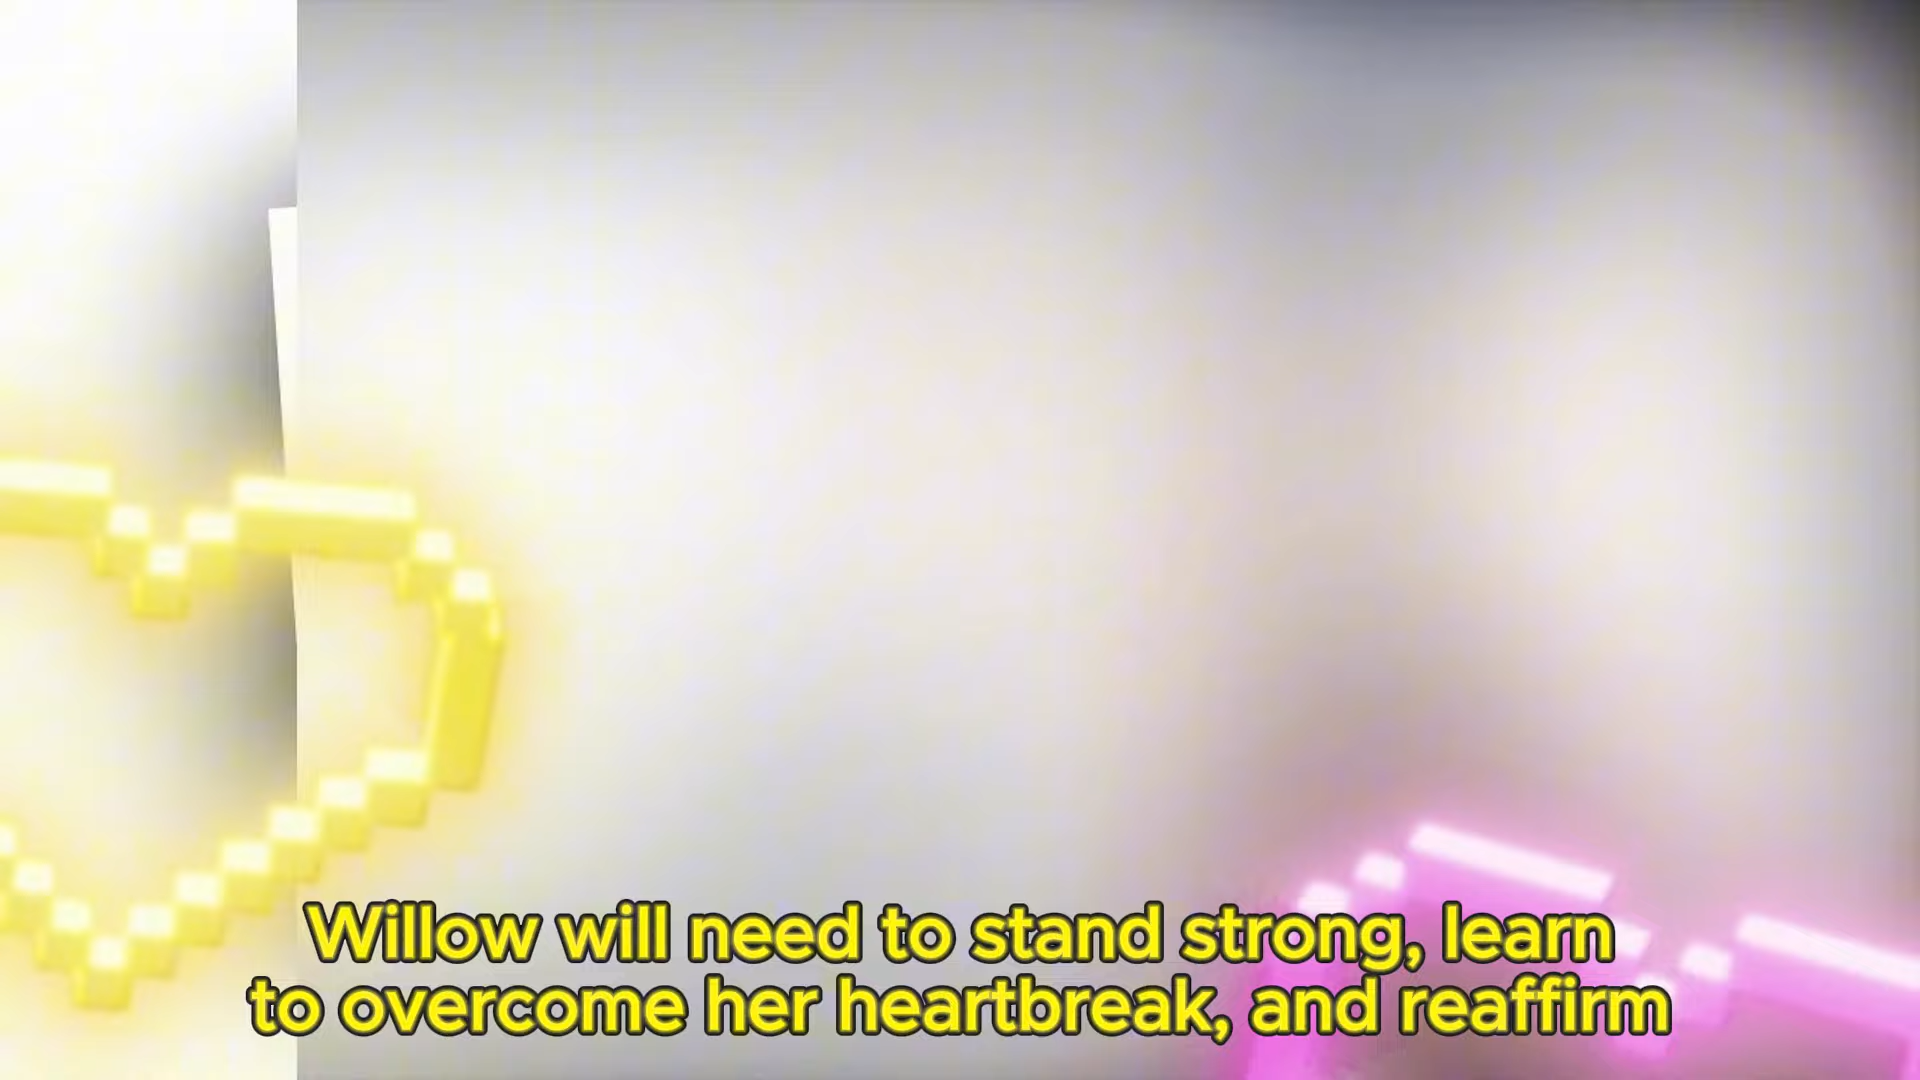 Willow will need to stand strong, learn
to overcome her heartbreak, and reaffirm